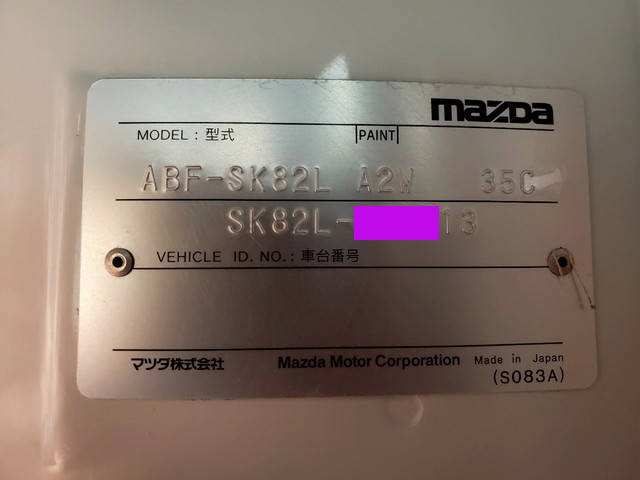 mazda
MODEL : 型式 PAINT
ABF-SK82L A2W 35C
SK82L- 13
VEHICLE ID. NO. : 車台番号
マツダ株式会社 Mazda Motor Corporation Made in Japan
(S083A)